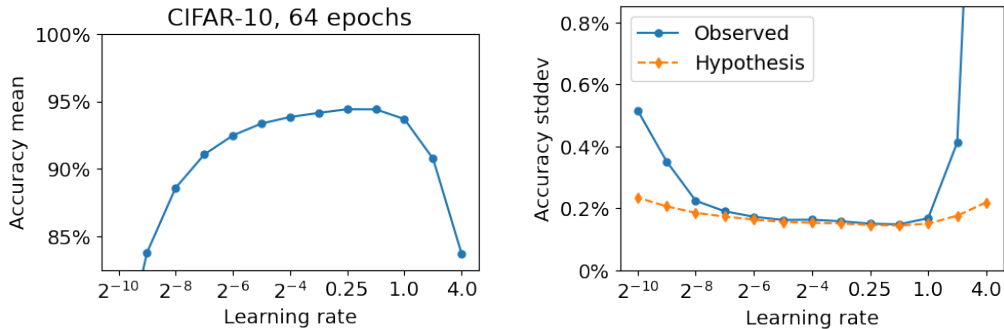 CIFAR-10, 64 epochs
100%
95%
90%
85%
Accuracy mean
2⁻¹⁰ 2⁻⁸ 2⁻⁶ 2⁻⁴ 0.25 1.0 4.0
Learning rate
0.8%
0.6%
0.4%
0.2%
0%
Accuracy stddev
Observed
Hypothesis
2⁻¹⁰ 2⁻⁸ 2⁻⁶ 2⁻⁴ 0.25 1.0 4.0
Learning rate